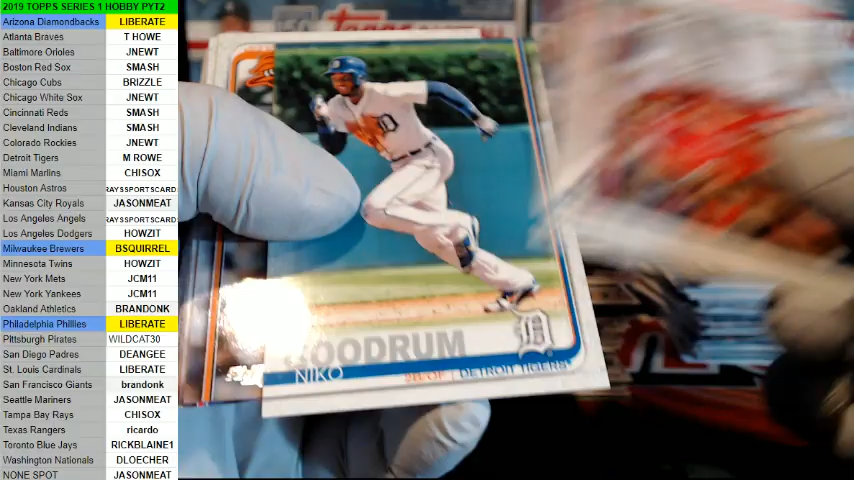 2019 TOPPS SERIES 1 HOBBY PYT2
Arizona Diamondbacks LIBERATE
Atlanta Braves T HOWE
Baltimore Orioles JNEWT
Boston Red Sox SMASH
Chicago Cubs BRIZZLE
Chicago White Sox JNEWT
Cincinnati Reds SMASH
Cleveland Indians SMASH
Colorado Rockies JNEWT
Detroit Tigers M ROWE
Miami Marlins CHISOX
Houston Astros RAYSSPORTSCARD
Kansas City Royals JASONMEAT
Los Angeles Angels RAYSSPORTSCARD
Los Angeles Dodgers HOWZIT
Milwaukee Brewers BSQUIRREL
Minnesota Twins HOWZIT
New York Mets JCM11
New York Yankees JCM11
Oakland Athletics BRANDONK
Philadelphia Phillies LIBERATE
Pittsburgh Pirates WILDCAT30
San Diego Padres DEANGEE
St. Louis Cardinals LIBERATE
San Francisco Giants brandonk
Seattle Mariners JASONMEAT
Tampa Bay Rays CHISOX
Texas Rangers ricardo
Toronto Blue Jays RICKBLAINE1
Washington Nationals DLOECHER
NONE SPOT JASONMEAT
D
GOODRUM
D
NIKO 2B/OF | DETROIT TIGERS